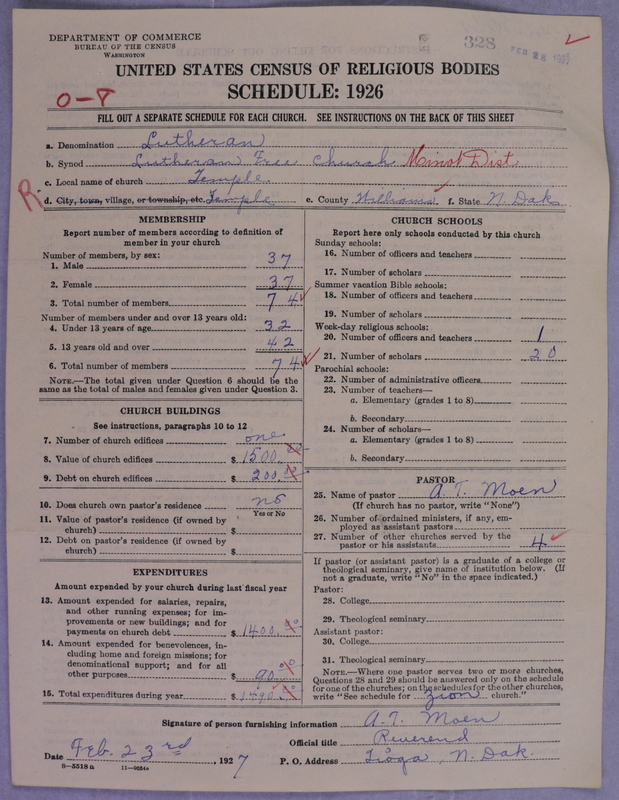 DEPARTMENT OF COMMERCE
BUREAU OF THE CENSUS
WASHINGTON
328
FEB 28
UNITED STATES CENSUS OF RELIGIOUS BODIES
SCHEDULE: 1926
0-8
FILL OUT A SEPARATE SCHEDULE FOR EACH CHURCH. SEE INSTRUCTIONS ON THE BACK OF THIS SHEET
a. Denomination Lutheran
b. Synod Lutheran Free Church Minot Dist.
c. Local name of church Temple
R
d. City, town, village, or township, etc. Temple e. County Williams f. State N. Dak.
MEMBERSHIP
Report number of members according to definition of
member in your church
Number of members, by sex:
1. Male 37
2. Female 37
3. Total number of members 74
Number of members under and over 13 years old:
4. Under 13 years of age 32
5. 13 years old and over 42
6. Total number of members 74
NOTE.—The total given under Question 6 should be the
same as the total of males and females given under Question 3.
CHURCH BUILDINGS
See instructions, paragraphs 10 to 12
7. Number of church edifices one
8. Value of church edifices $ 1500.
9. Debt on church edifices $ 200.
10. Does church own pastor's residence no
Yes or No
11. Value of pastor's residence (if owned by
church) $
12. Debt on pastor's residence (if owned by
church) $
EXPENDITURES
Amount expended by your church during last fiscal year
13. Amount expended for salaries, repairs,
and other running expenses; for im-
provements or new buildings; and for
payments on church debt $ 1400.
14. Amount expended for benevolences, in-
cluding home and foreign missions; for
denominational support; and for all
other purposes $ 90.
15. Total expenditures during year $ 1490.
CHURCH SCHOOLS
Report here only schools conducted by this church
Sunday schools:
16. Number of officers and teachers
17. Number of scholars
Summer vacation Bible schools:
18. Number of officers and teachers
19. Number of scholars
Week-day religious schools:
20. Number of officers and teachers 1
21. Number of scholars 20
Parochial schools:
22. Number of administrative officers
23. Number of teachers—
a. Elementary (grades 1 to 8)
b. Secondary
24. Number of scholars—
a. Elementary (grades 1 to 8)
b. Secondary
PASTOR
25. Name of pastor A. T. Moen
(If church has no pastor, write "None")
26. Number of ordained ministers, if any, em-
ployed as assistant pastors
27. Number of other churches served by the
pastor or his assistants 4
If pastor (or assistant pastor) is a graduate of a college or
theological seminary, give name of institution below. (If
not a graduate, write "No" in the space indicated.)
Pastor:
28. College
29. Theological seminary
Assistant pastor:
30. College
31. Theological seminary
NOTE.—Where one pastor serves two or more churches,
Questions 28 and 29 should be answered only on the schedule
for one of the churches; on the schedules for the other churches,
write "See schedule for Zion church."
Signature of person furnishing information A. T. Moen
Official title Reverend
Date Feb. 23rd, 1927 P. O. Address Tioga, N. Dak.
8-5518a 11-9034a